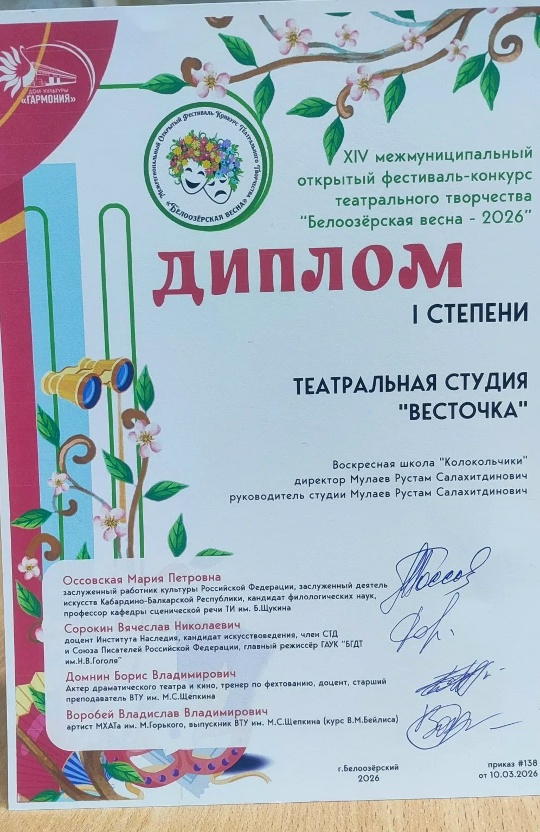 ДОМ КУЛЬТУРЫ
«ГАРМОНИЯ»
Межрегиональный Открытый Фестиваль-Конкурс Театрального Творчества
«БЕЛООЗЁРСКАЯ ВЕСНА»
XIV межмуниципальный
открытый фестиваль-конкурс
театрального творчества
"Белоозёрская весна - 2026"
ДИПЛОМ
I СТЕПЕНИ
ТЕАТРАЛЬНАЯ СТУДИЯ
"ВЕСТОЧКА"
Воскресная школа "Колокольчики"
директор Мулаев Рустам Салахитдинович
руководитель студии Мулаев Рустам Салахитдинович
Оссовская Мария Петровна
заслуженный работник культуры Российской Федерации, заслуженный деятель
искусств Кабардино-Балкарской Республики, кандидат филологических наук,
профессор кафедры сценической речи ТИ им. Б.Щукина
Сорокин Вячеслав Николаевич
доцент Института Наследия, кандидат искусствоведения, член СТД
и Союза Писателей Российской Федерации, главный режиссёр ГАУК "БГДТ
им.Н.В.Гоголя"
Домнин Борис Владимирович
Актер драматического театра и кино, тренер по фехтованию, доцент, старший
преподаватель ВТУ им. М.С.Щепкина
Воробей Владислав Владимирович
артист МХАТа им. М.Горького, выпускник ВТУ им. М.С.Щепкина (курс В.М.Бейлиса)
г.Белоозёрский
2026
приказ #138
от 10.03.2026